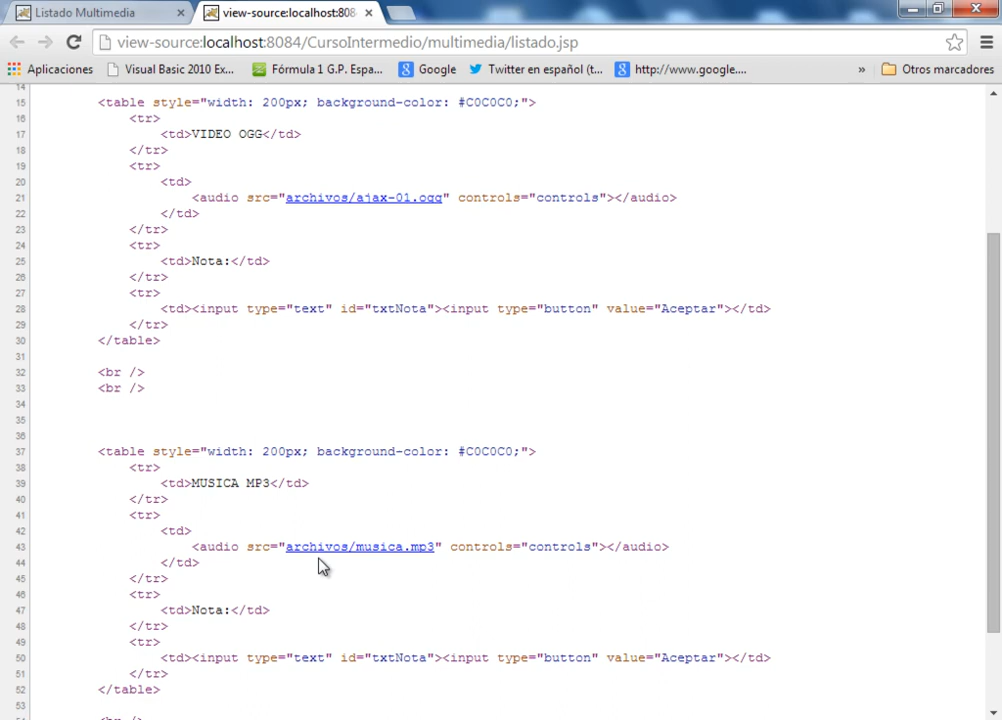 Listado Multimedia
view-source:localhost:808
view-source:localhost:8084/CursoIntermedio/multimedia/listado.jsp
Aplicaciones Visual Basic 2010 Ex... Fórmula 1 G.P. Espa... Google Twitter en español (t... http://www.google.... » Otros marcadores
14
15 <table style="width: 200px; background-color: #C0C0C0;">
16 <tr>
17 <td>VIDEO OGG</td>
18 </tr>
19 <tr>
20 <td>
21 <audio src="archivos/ajax-01.ogg" controls="controls"></audio>
22 </td>
23 </tr>
24 <tr>
25 <td>Nota:</td>
26 </tr>
27 <tr>
28 <td><input type="text" id="txtNota"><input type="button" value="Aceptar"></td>
29 </tr>
30 </table>
31
32 <br />
33 <br />
34
35
36
37 <table style="width: 200px; background-color: #C0C0C0;">
38 <tr>
39 <td>MUSICA MP3</td>
40 </tr>
41 <tr>
42 <td>
43 <audio src="archivos/musica.mp3" controls="controls"></audio>
44 </td>
45 </tr>
46 <tr>
47 <td>Nota:</td>
48 </tr>
49 <tr>
50 <td><input type="text" id="txtNota"><input type="button" value="Aceptar"></td>
51 </tr>
52 </table>
53
<br />